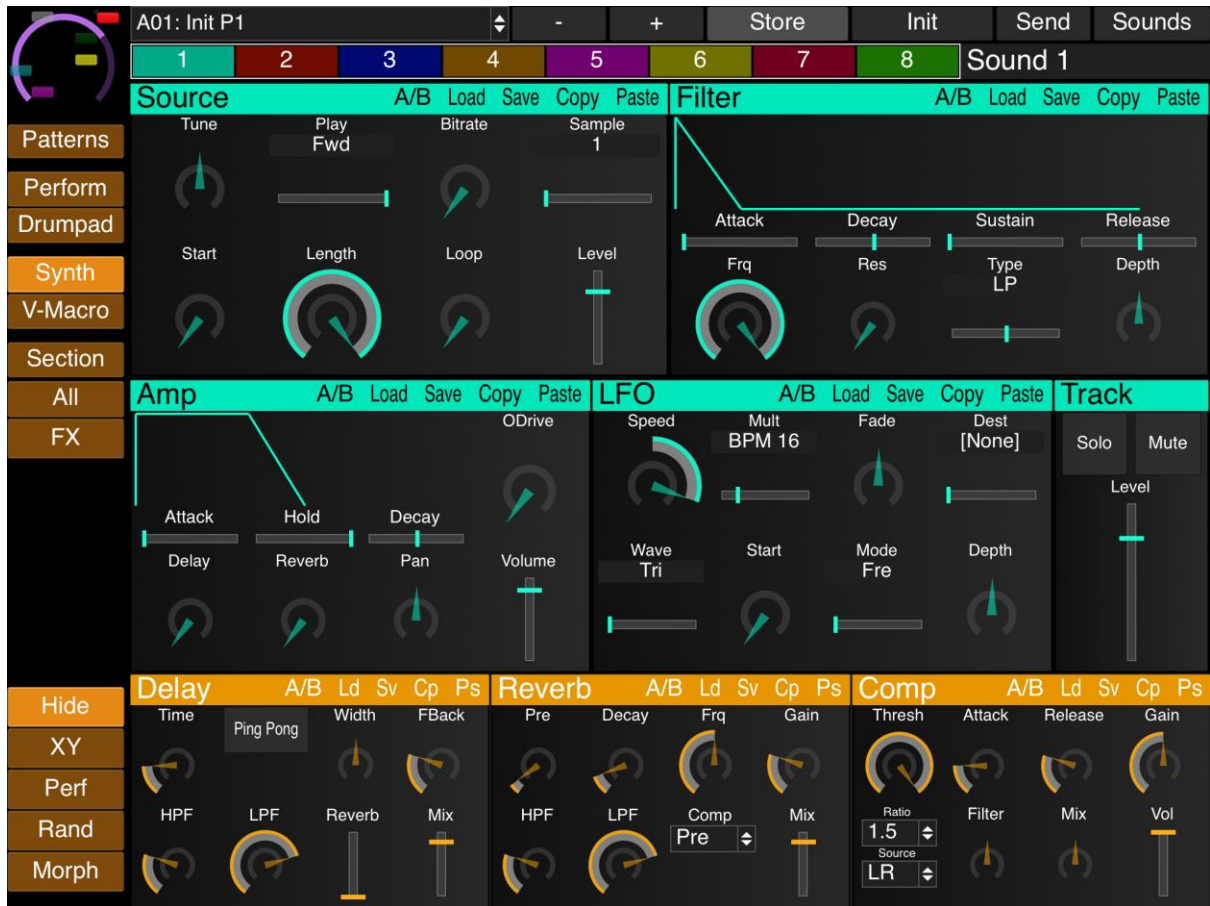 A01: Init P1 - + Store Init Send Sounds
1 2 3 4 5 6 7 8 Sound 1
Patterns
Perform
Drumpad
Synth
V-Macro
Section
All
FX
Hide
XY
Perf
Rand
Morph
Source A/B Load Save Copy Paste
Tune Play Bitrate Sample
Fwd 1
Start Length Loop Level
Filter A/B Load Save Copy Paste
Attack Decay Sustain Release
Frq Res Type Depth
LP
Amp A/B Load Save Copy Paste
ODrive
Attack Hold Decay
Delay Reverb Pan Volume
LFO A/B Load Save Copy Paste
Speed Mult Fade Dest
BPM 16 [None]
Wave Start Mode Depth
Tri Fre
Track
Solo Mute
Level
Delay A/B Ld Sv Cp Ps
Time Ping Pong Width FBack
HPF LPF Reverb Mix
Reverb A/B Ld Sv Cp Ps
Pre Decay Frq Gain
HPF LPF Comp Mix
Pre
Comp A/B Ld Sv Cp Ps
Thresh Attack Release Gain
Ratio Filter Mix Vol
1.5
Source
LR